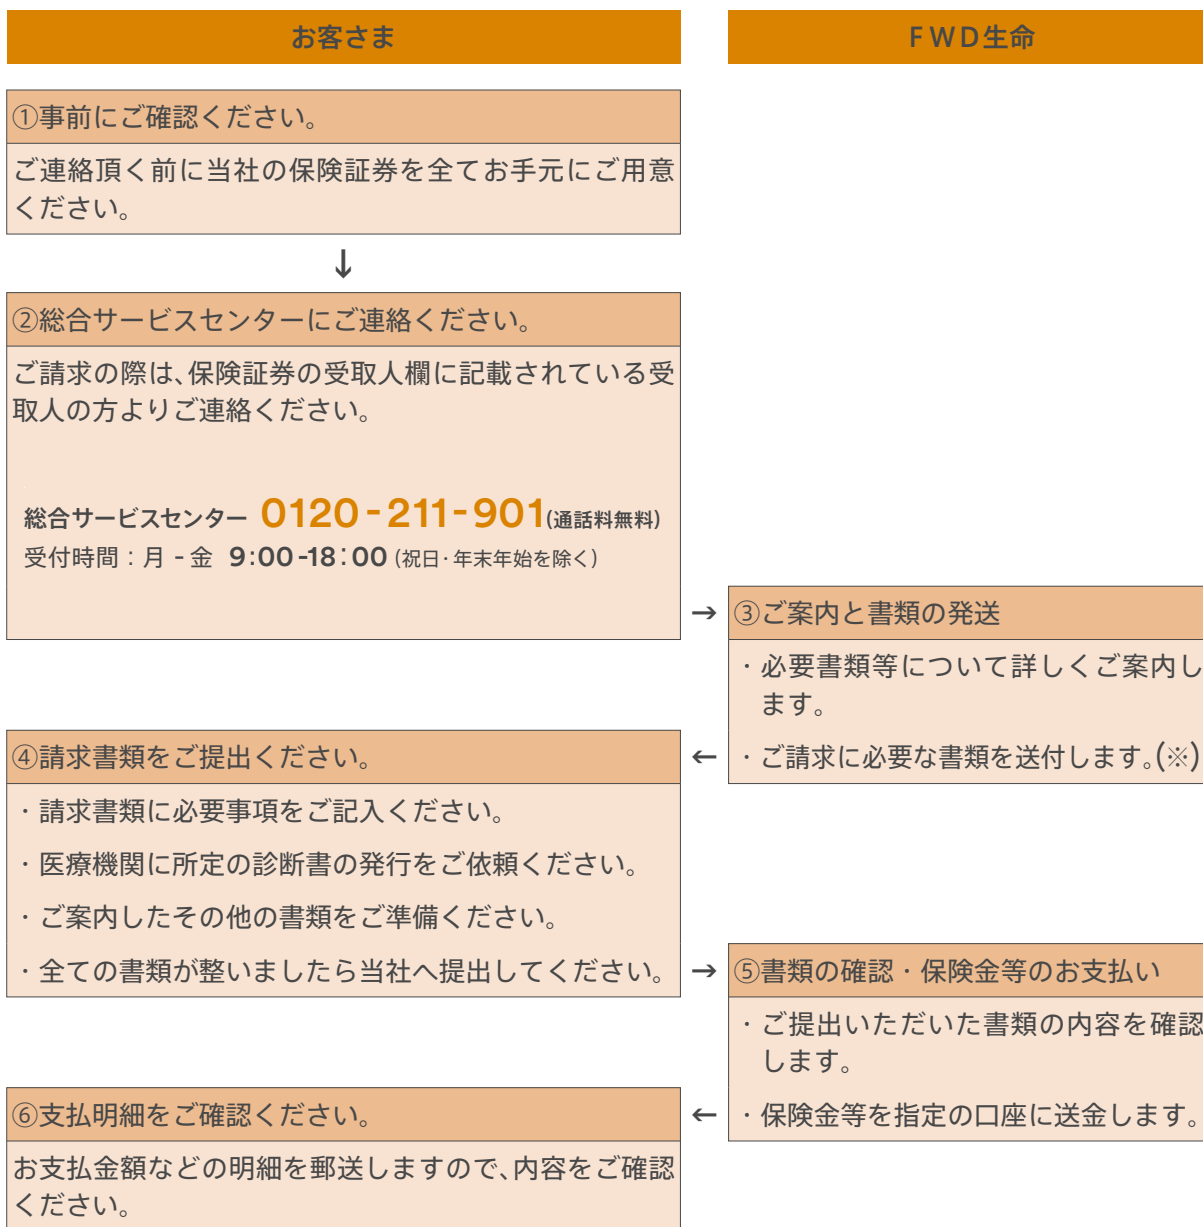 お客さま
FWD生命
①事前にご確認ください。
ご連絡頂く前に当社の保険証券を全てお手元にご用意
ください。
↓
②総合サービスセンターにご連絡ください。
ご請求の際は、保険証券の受取人欄に記載されている受
取人の方よりご連絡ください。
総合サービスセンター 0120-211-901(通話料無料)
受付時間：月-金 9:00-18:00(祝日・年末年始を除く)
→
③ご案内と書類の発送
・必要書類等について詳しくご案内し
ます。
・ご請求に必要な書類を送付します。(※)
←
④請求書類をご提出ください。
・請求書類に必要事項をご記入ください。
・医療機関に所定の診断書の発行をご依頼ください。
・ご案内したその他の書類をご準備ください。
・全ての書類が整いましたら当社へ提出してください。
→
⑤書類の確認・保険金等のお支払い
・ご提出いただいた書類の内容を確認
します。
・保険金等を指定の口座に送金します。
←
⑥支払明細をご確認ください。
お支払金額などの明細を郵送しますので、内容をご確認
ください。